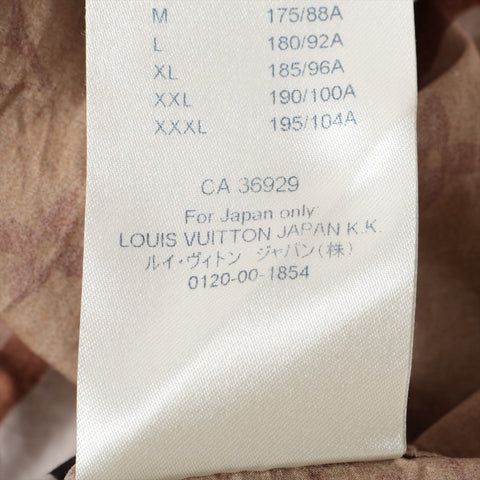 M 175/88A
L 180/92A
XL 185/96A
XXL 190/100A
XXXL 195/104A
CA 36929
For Japan only:
LOUIS VUITTON JAPAN K.K.
ルイ・ヴィトン ジャパン(株)
0120-00-1854